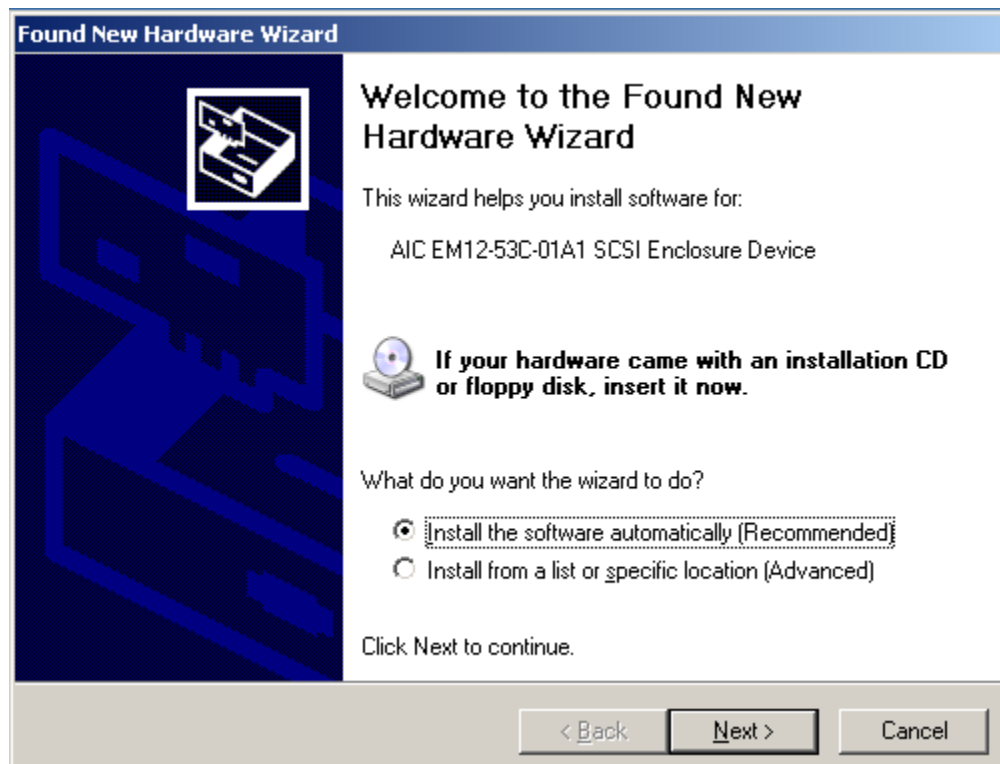 Found New Hardware Wizard
Welcome to the Found New
Hardware Wizard
This wizard helps you install software for:
AIC EM12-53C-01A1 SCSI Enclosure Device
If your hardware came with an installation CD
or floppy disk, insert it now.
What do you want the wizard to do?
Install the software automatically (Recommended)
Install from a list or specific location (Advanced)
Click Next to continue.
< Back
Next >
Cancel